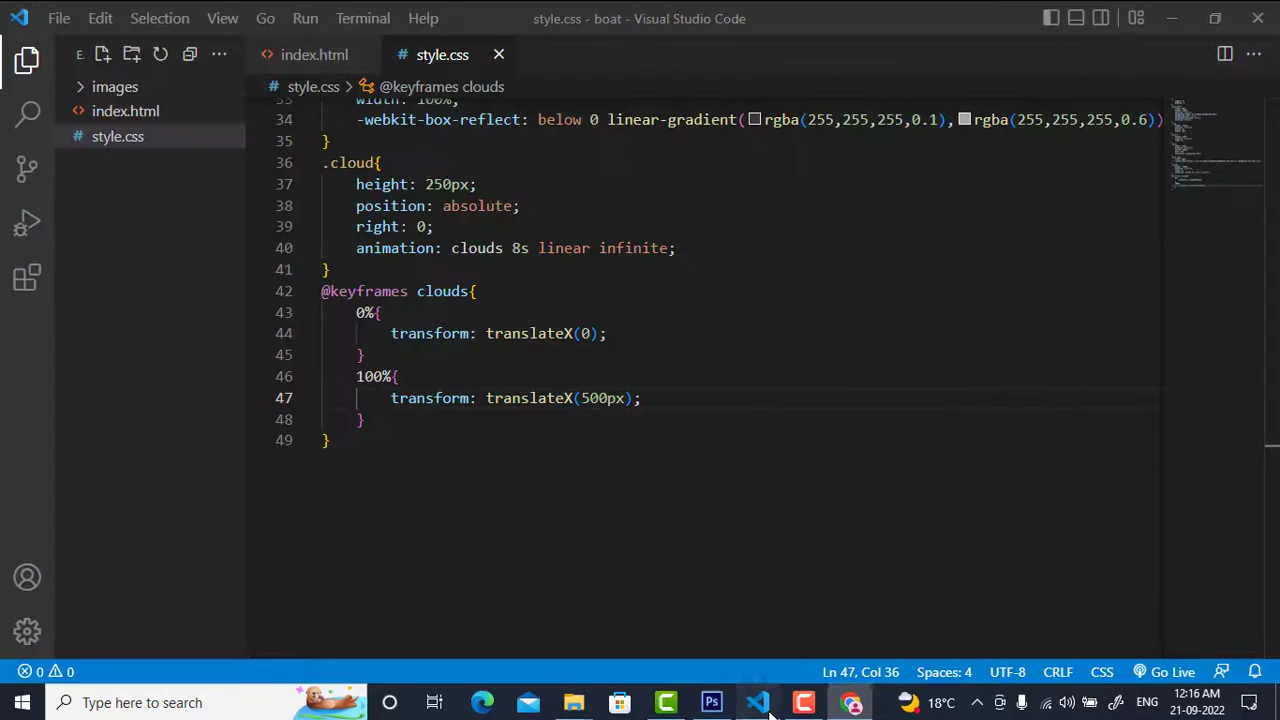 File Edit Selection View Go Run Terminal Help style.css - boat - Visual Studio Code
E.
index.html
style.css
style.css > @keyframes clouds
images
index.html
style.css
33 width: 100%;
34 -webkit-box-reflect: below 0 linear-gradient(rgba(255,255,255,0.1),rgba(255,255,255,0.6))
35 }
36 .cloud{
37 height: 250px;
38 position: absolute;
39 right: 0;
40 animation: clouds 8s linear infinite;
41 }
42 @keyframes clouds{
43 0%{
44 transform: translateX(0);
45 }
46 100%{
47 transform: translateX(500px);
48 }
49 }
0 0 Ln 47, Col 36 Spaces: 4 UTF-8 CRLF CSS Go Live
Type here to search Ps 18°C ENG 12:16 AM
21-09-2022